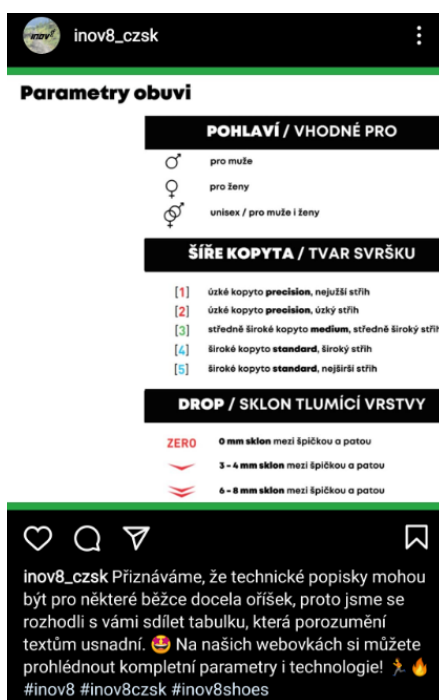 inov8_czsk
Parametry obuvi
POHLAVÍ / VHODNÉ PRO
pro muže
pro ženy
unisex / pro muže i ženy
ŠÍŘE KOPYTA / TVAR SVRŠKU
[1] úzké kopyto precision, nejužší střih
[2] úzké kopyto precision, úzký střih
[3] středně široké kopyto medium, středně široký střih
[4] široké kopyto standard, široký střih
[5] široké kopyto standard, nejširší střih
DROP / SKLON TLUMÍCÍ VRSTVY
ZERO 0 mm sklon mezi špičkou a patou
3 - 4 mm sklon mezi špičkou a patou
6 - 8 mm sklon mezi špičkou a patou
inov8_czsk Přiznáváme, že technické popisky mohou
být pro některé běžce docela oříšek, proto jsme se
rozhodli s vámi sdílet tabulku, která porozumění
textům usnadní. 🤩 Na našich webovkách si můžete
prohlédnout kompletní parametry i technologie! 🏃🔥
#inov8 #inov8czsk #inov8shoes